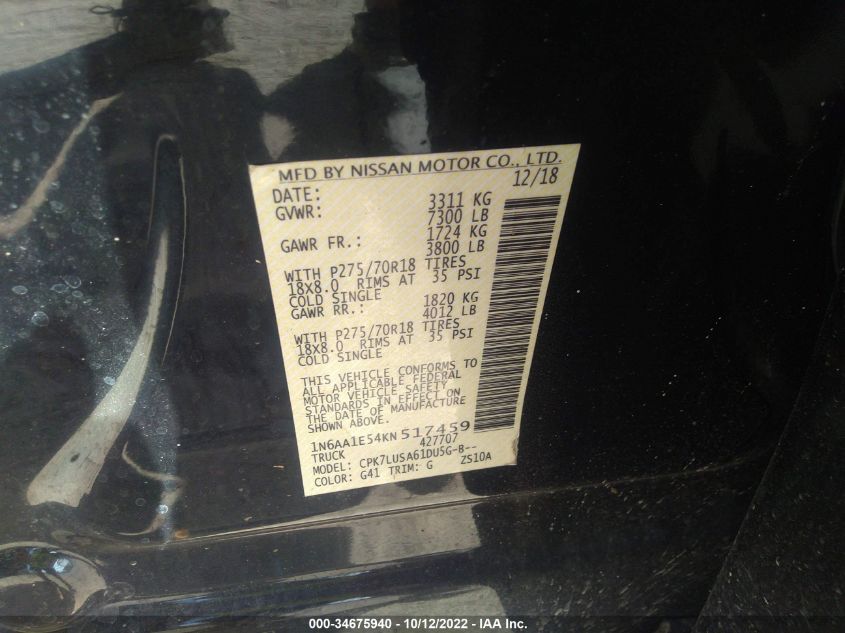 MFD BY NISSAN MOTOR CO., LTD.
DATE: 12/18
GVWR: 3311 KG
7300 LB
GAWR FR.: 1724 KG
3800 LB
WITH P275/70R18 TIRES
18X8.0 RIMS AT 35 PSI
COLD SINGLE
GAWR RR.: 1820 KG
4012 LB
WITH P275/70R18 TIRES
18X8.0 RIMS AT 35 PSI
COLD SINGLE
THIS VEHICLE CONFORMS TO
ALL APPLICABLE FEDERAL
MOTOR VEHICLE SAFETY
STANDARDS IN EFFECT ON
THE DATE OF MANUFACTURE
SHOWN ABOVE.
1N6AA1E54KN517459
TRUCK 427707
MODEL: CPK7LUSA61DU5G-B--
COLOR: G41 TRIM: G ZS10A
000-34675940 - 10/12/2022 - IAA Inc.